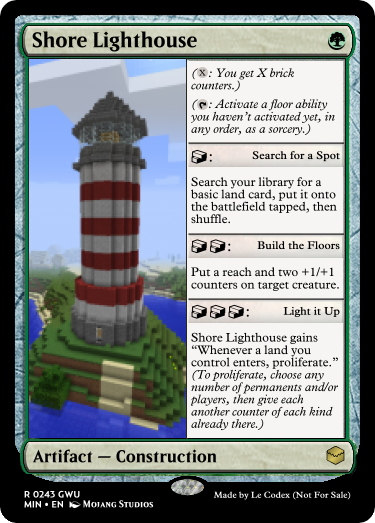 Shore Lighthouse
(Ⓧ: You get X brick
counters.)
(: Activate a floor ability
you haven't activated yet, in
any order, as a sorcery.)
: Search for a Spot
Search your library for a
basic land card, put it onto
the battlefield tapped, then
shuffle.
: Build the Floors
Put a reach and two +1/+1
counters on target creature.
: Light it Up
Shore Lighthouse gains
“Whenever a land you
control enters, proliferate.”
(To proliferate, choose any
number of permanents and/or
players, then give each
another counter of each kind
already there.)
Artifact — Construction
R 0243 GWU
MIN • EN Mojang Studios
Made by Le Codex (Not For Sale)